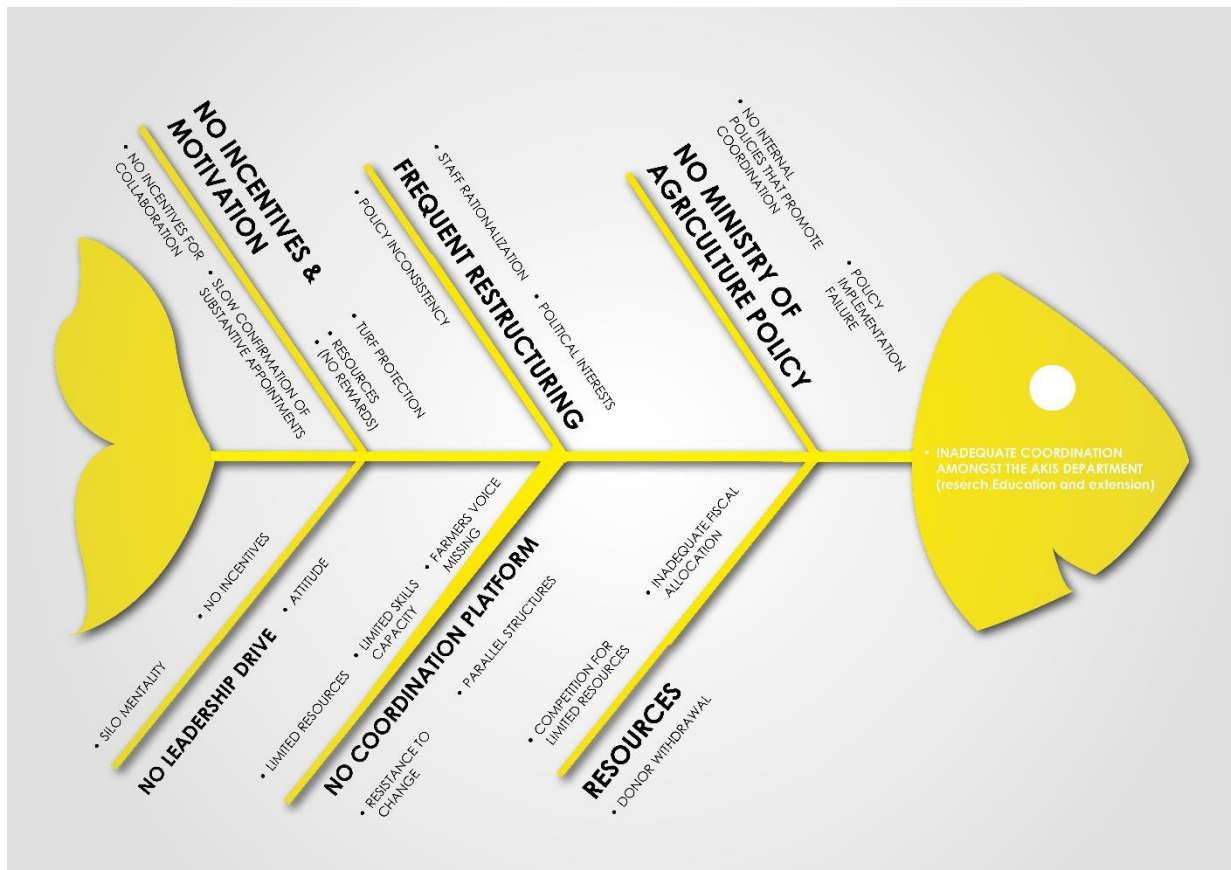 NO INCENTIVES &
MOTIVATION
• NO INCENTIVES FOR
COLLABORATION
• SLOW CONFIRMATION OF
SUBSTANTIVE APPOINTMENTS
• TURF PROTECTION
• RESOURCES
• (NO REWARDS)
FREQUENT RESTRUCTURING
• POLICY INCONSISTENCY
• STAFF RATIONALIZATION
• POLITICAL INTERESTS
NO MINISTRY OF
AGRICULTURE POLICY
• NO INTERNAL
POLICIES THAT PROMOTE
COORDINATION
• POLICY
IMPLEMENTATION
FAILURE
• INADEQUATE COORDINATION
AMONGST THE AKIS DEPARTMENT
(reserch,Education and extension)
• SILO MENTALITY
• NO INCENTIVES
NO LEADERSHIP DRIVE
• ATTITUDE
• LIMITED RESOURCES
• LIMITED SKILLS
CAPACITY
• FARMERS VOICE
MISSING
NO COORDINATION PLATFORM
• RESISTANCE TO
CHANGE
• PARALLEL STRUCTURES
• COMPETITION FOR
LIMITED RESOURCES
• INADEQUATE FISCAL
ALLOCATION
RESOURCES
• DONOR WITHDRAWAL